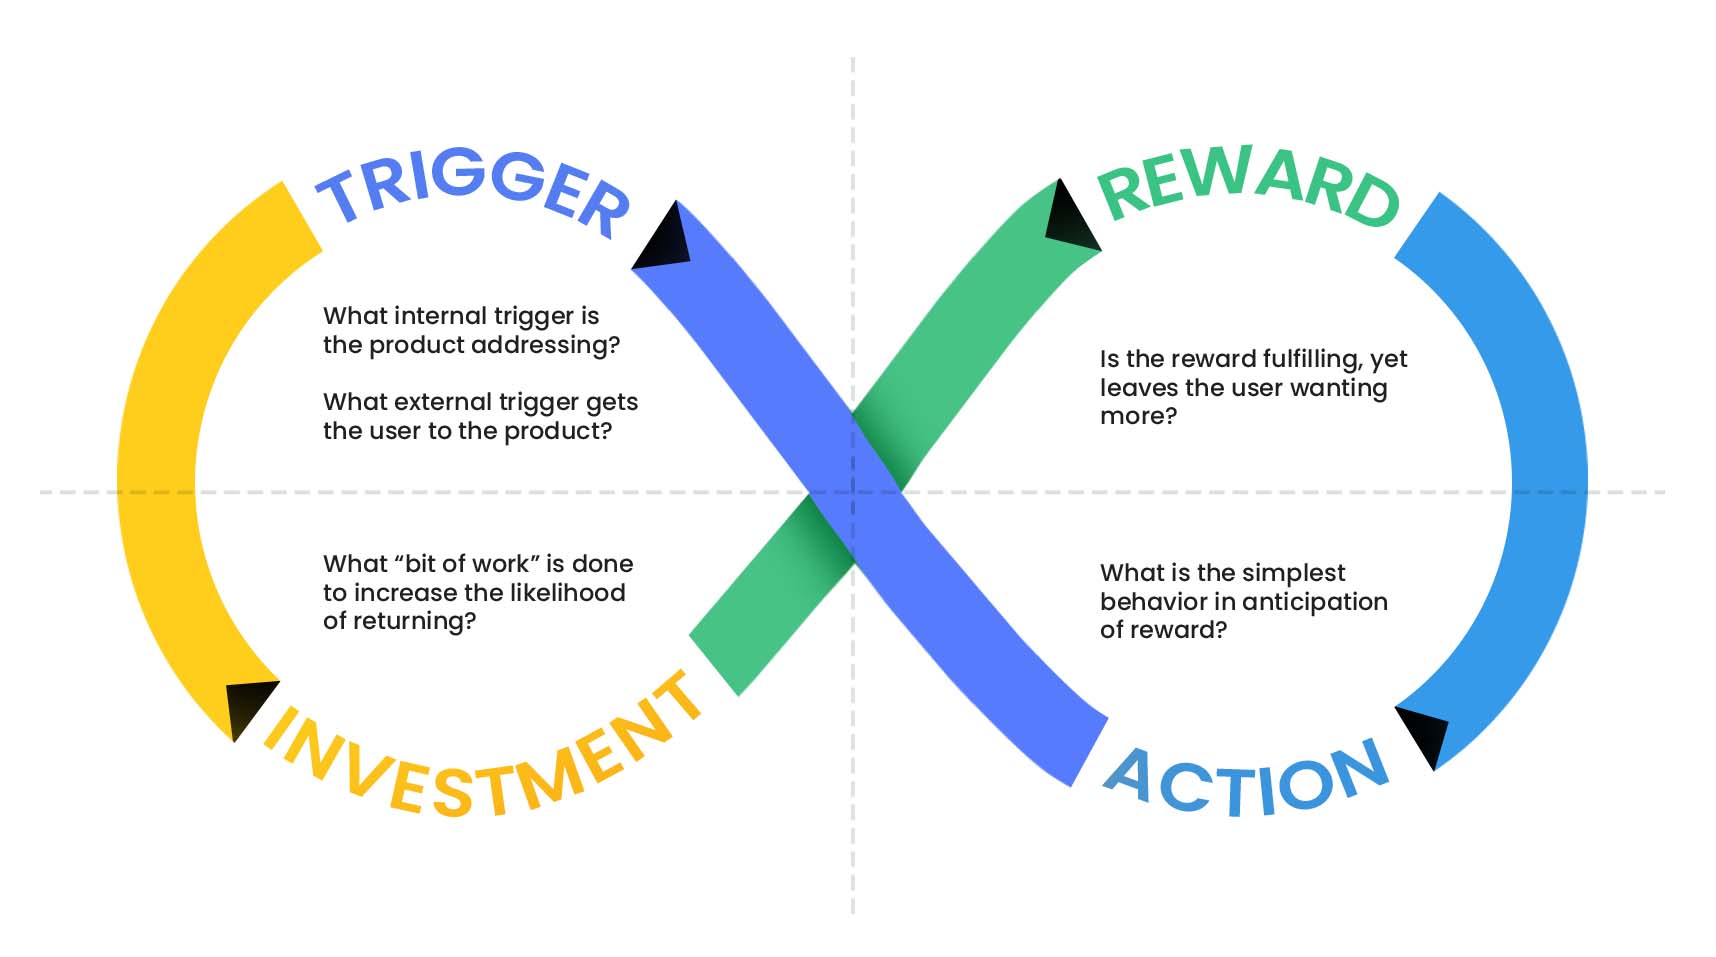 TRIGGER
What internal trigger is
the product addressing?
What external trigger gets
the user to the product?
REWARD
Is the reward fulfilling, yet
leaves the user wanting
more?
What “bit of work” is done
to increase the likelihood
of returning?
INVESTMENT
What is the simplest
behavior in anticipation
of reward?
ACTION